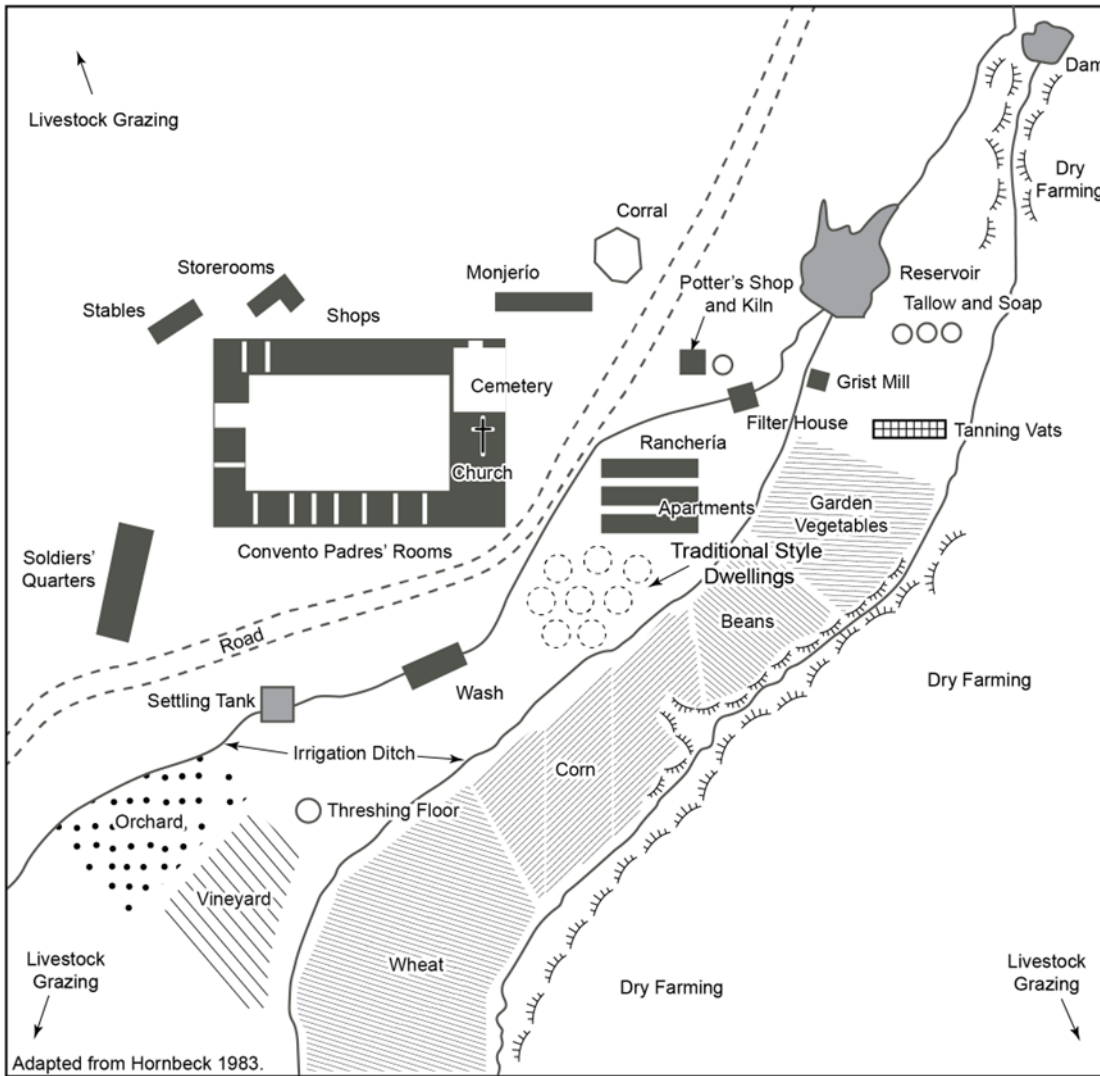 Dam
Livestock Grazing
Dry
Farming
Corral
Storerooms
Monjerío
Potter's Shop
and Kiln
Reservoir
Stables
Shops
Tallow and Soap
Cemetery
Grist Mill
Filter House
Tanning Vats
Ranchería
Church
Apartments
Garden
Vegetables
Convento Padres' Rooms
Soldiers'
Quarters
Traditional Style
Dwellings
Beans
Road
Dry Farming
Settling Tank
Wash
Irrigation Ditch
Corn
Threshing Floor
Orchard
Vineyard
Wheat
Livestock
Grazing
Dry Farming
Livestock
Grazing
Adapted from Hornbeck 1983.